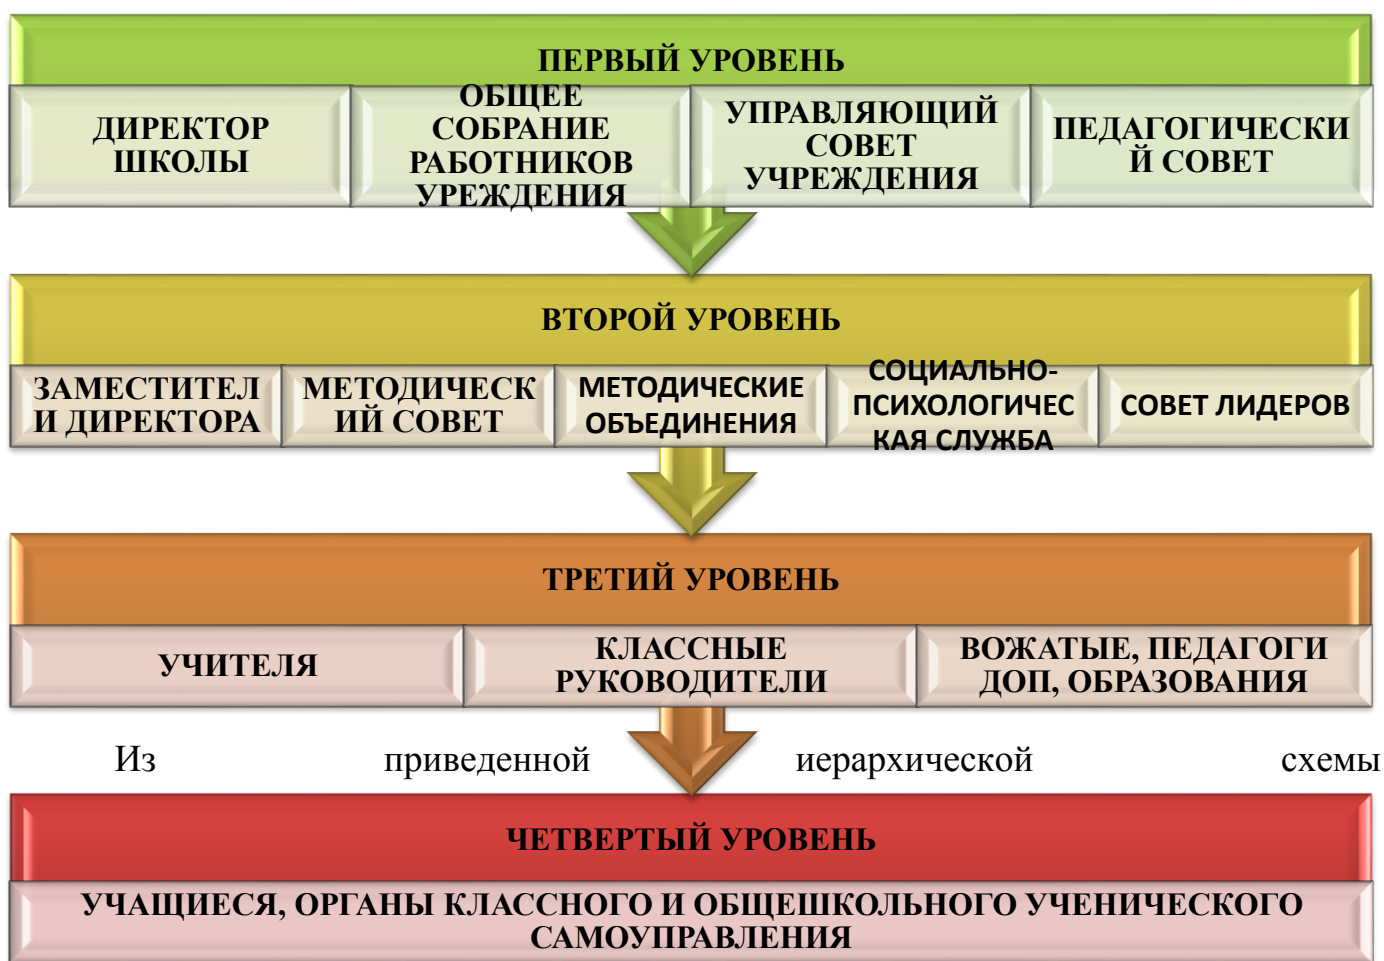 ПЕРВЫЙ УРОВЕНЬ
ДИРЕКТОР
ШКОЛЫ
ОБЩЕЕ
СОБРАНИЕ
РАБОТНИКОВ
УРЕЖДЕНИЯ
УПРАВЛЯЮЩИЙ
СОВЕТ
УЧРЕЖДЕНИЯ
ПЕДАГОГИЧЕСКИ
Й СОВЕТ
ВТОРОЙ УРОВЕНЬ
ЗАМЕСТИТЕЛ
И ДИРЕКТОРА
МЕТОДИЧЕСК
ИЙ СОВЕТ
МЕТОДИЧЕСКИЕ
ОБЪЕДИНЕНИЯ
СОЦИАЛЬНО-
ПСИХОЛОГИЧЕС
КАЯ СЛУЖБА
СОВЕТ ЛИДЕРОВ
ТРЕТИЙ УРОВЕНЬ
УЧИТЕЛЯ
КЛАССНЫЕ
РУКОВОДИТЕЛИ
ВОЖАТЫЕ, ПЕДАГОГИ
ДОП, ОБРАЗОВАНИЯ
Из приведенной иерархической схемы
ЧЕТВЕРТЫЙ УРОВЕНЬ
УЧАЩИЕСЯ, ОРГАНЫ КЛАССНОГО И ОБЩЕШКОЛЬНОГО УЧЕНИЧЕСКОГО
САМОУПРАВЛЕНИЯ